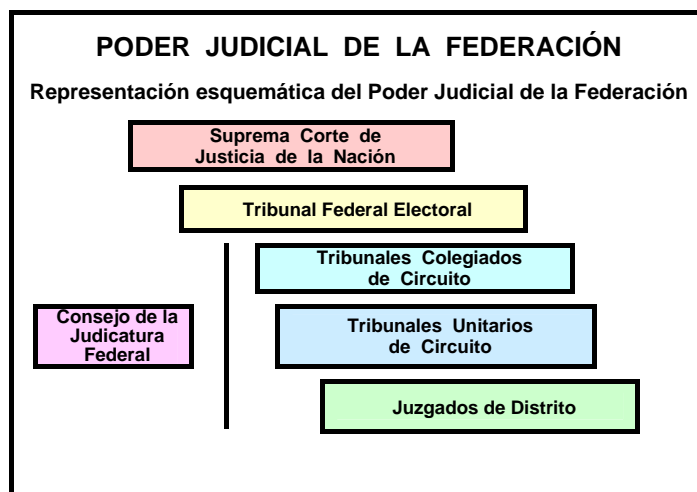 PODER JUDICIAL DE LA FEDERACIÓN
Representación esquemática del Poder Judicial de la Federación
Suprema Corte de
Justicia de la Nación
Tribunal Federal Electoral
Tribunales Colegiados
de Circuito
Consejo de la
Judicatura
Federal
Tribunales Unitarios
de Circuito
Juzgados de Distrito